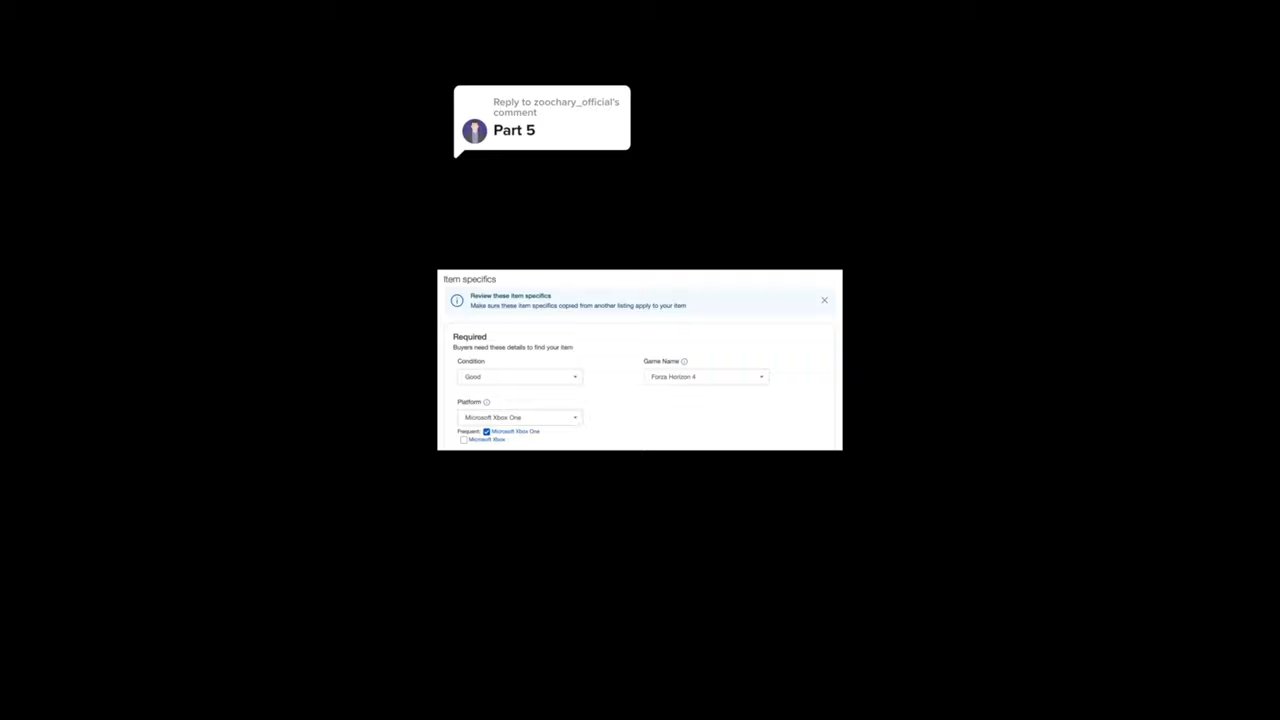 Reply to zoochary_official's
comment
Part 5
Item specifics
Review these item specifics
Make sure these item specifics copied from another listing apply to your item
Required
Buyers need these details to find your item
Condition
Game Name
Good
Forza Horizon 4
Platform
Microsoft Xbox One
Frequent: Microsoft Xbox One
Microsoft Xbox